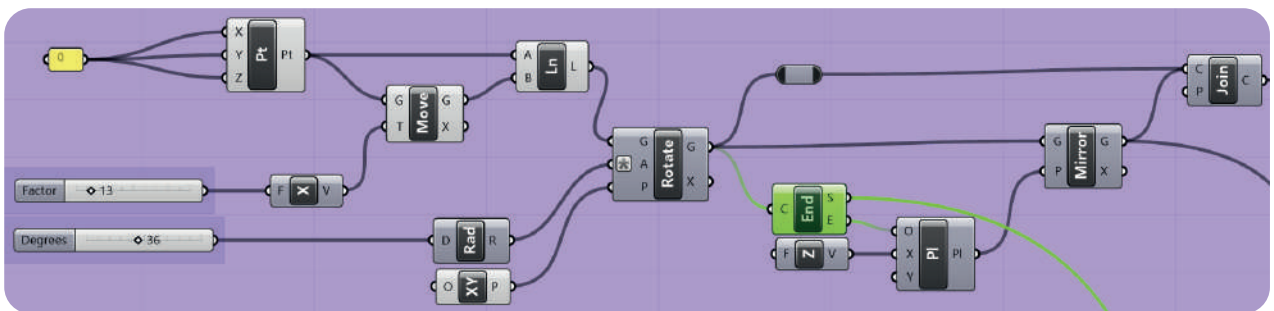 0
X
Y
Z
Pt
Pt
A
B
Ln
L
G
T
Move
G
X
Factor
13
F
X
V
Degrees
36
D
Rad
R
O
XY
P
G
A
P
Rotate
G
X
C
End
S
E
F
Z
V
O
X
Y
Pl
Pl
G
P
Mirror
G
X
C
P
Join
C